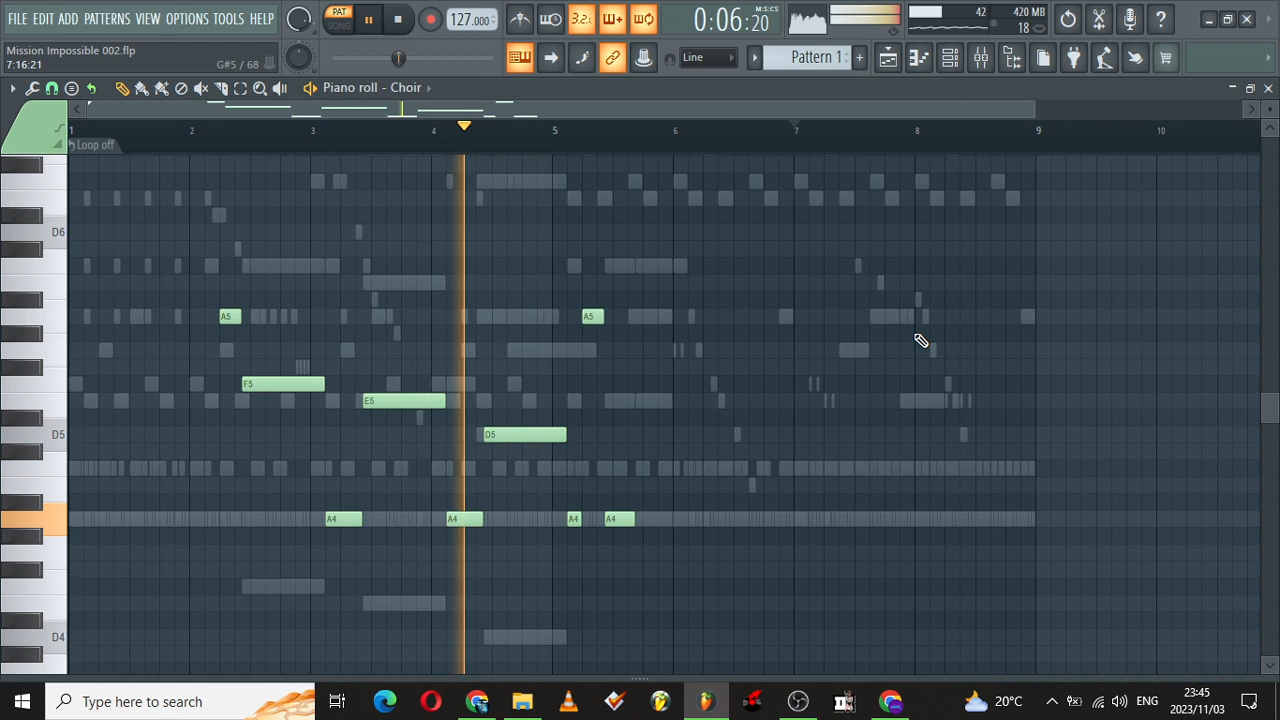 FILE EDIT ADD PATTERNS VIEW OPTIONS TOOLS HELP
PAT
SONG
127.000
3.2:
0:06:20
M:S:CS
42
420 MB
18
Mission Impossible 002.flp
7:16:21
G#5 / 68
Line
Pattern 1
Piano roll - Choir
1 2 3 4 5 6 7 8 9 10
Loop off
D6
A5 A5
F5
E5
D5 D5
A4 A4 A4 A4
D4
Type here to search
20°C
ENG
23:45
2023/11/03